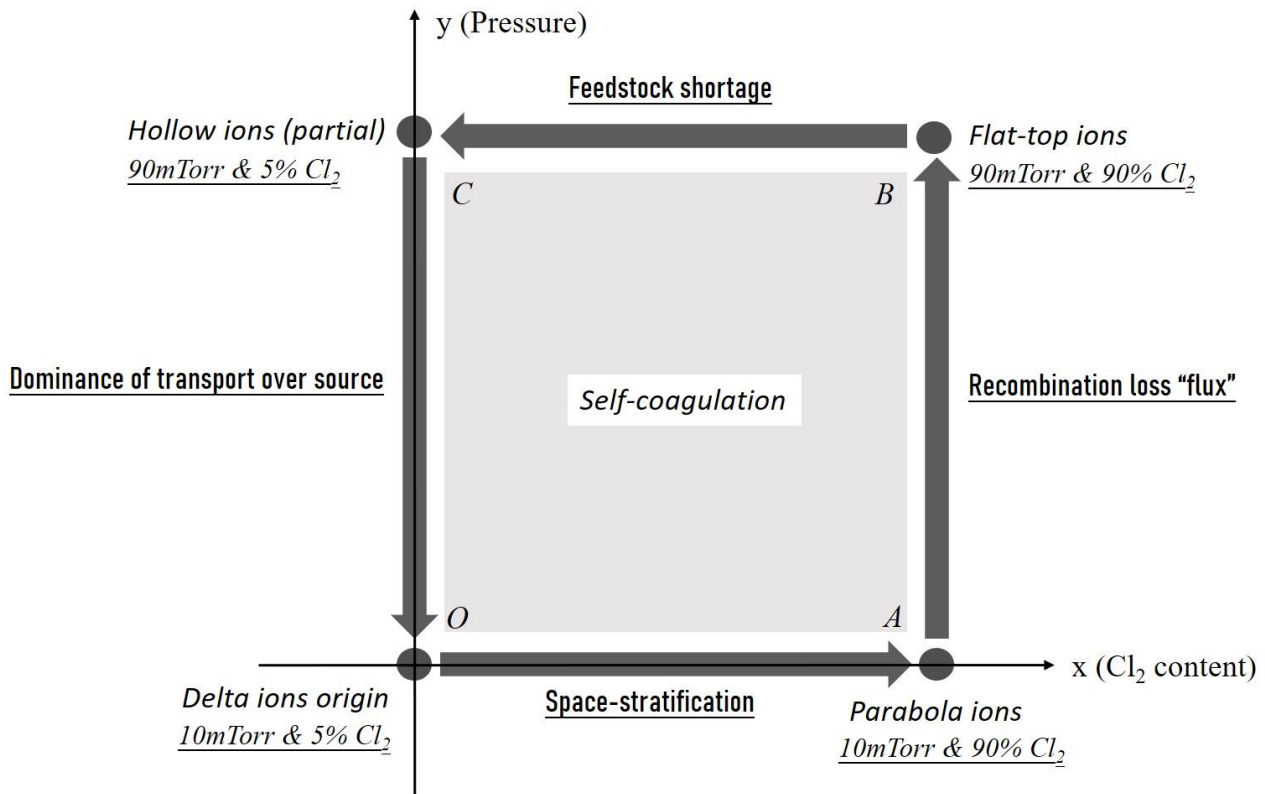 y (Pressure)
Feedstock shortage
Hollow ions (partial)
90mTorr & 5% Cl₂
Flat-top ions
90mTorr & 90% Cl₂
C
B
Dominance of transport over source
Self-coagulation
Recombination loss “flux”
O
A
x (Cl₂ content)
Delta ions origin
10mTorr & 5% Cl₂
Space-stratification
Parabola ions
10mTorr & 90% Cl₂